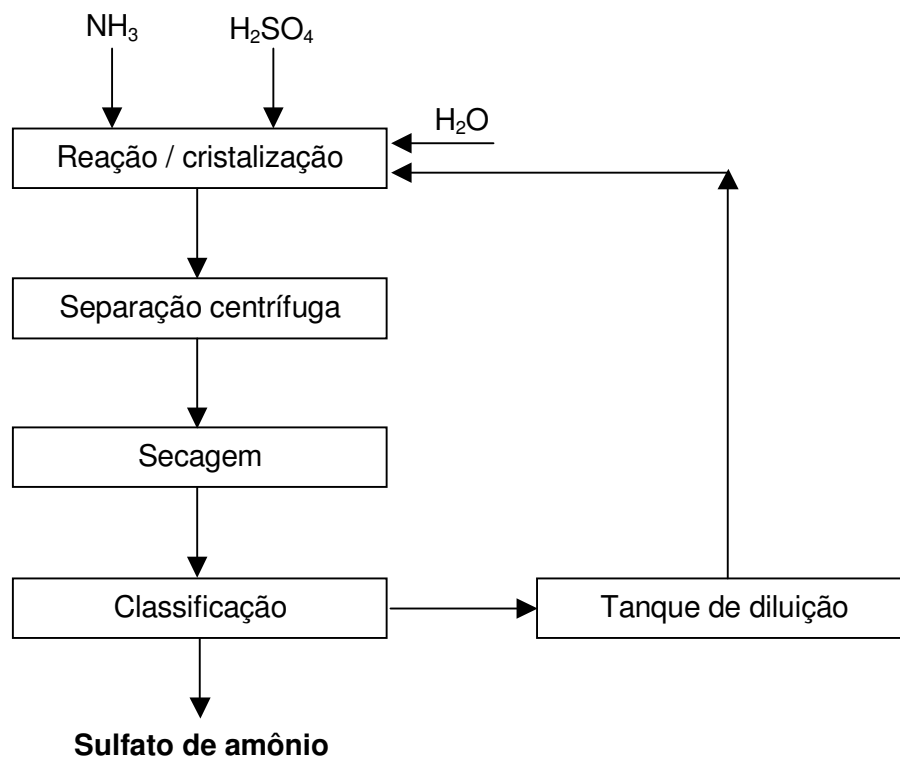 NH₃ H₂SO₄
H₂O
Reação / cristalização
Separação centrífuga
Secagem
Classificação Tanque de diluição
Sulfato de amônio